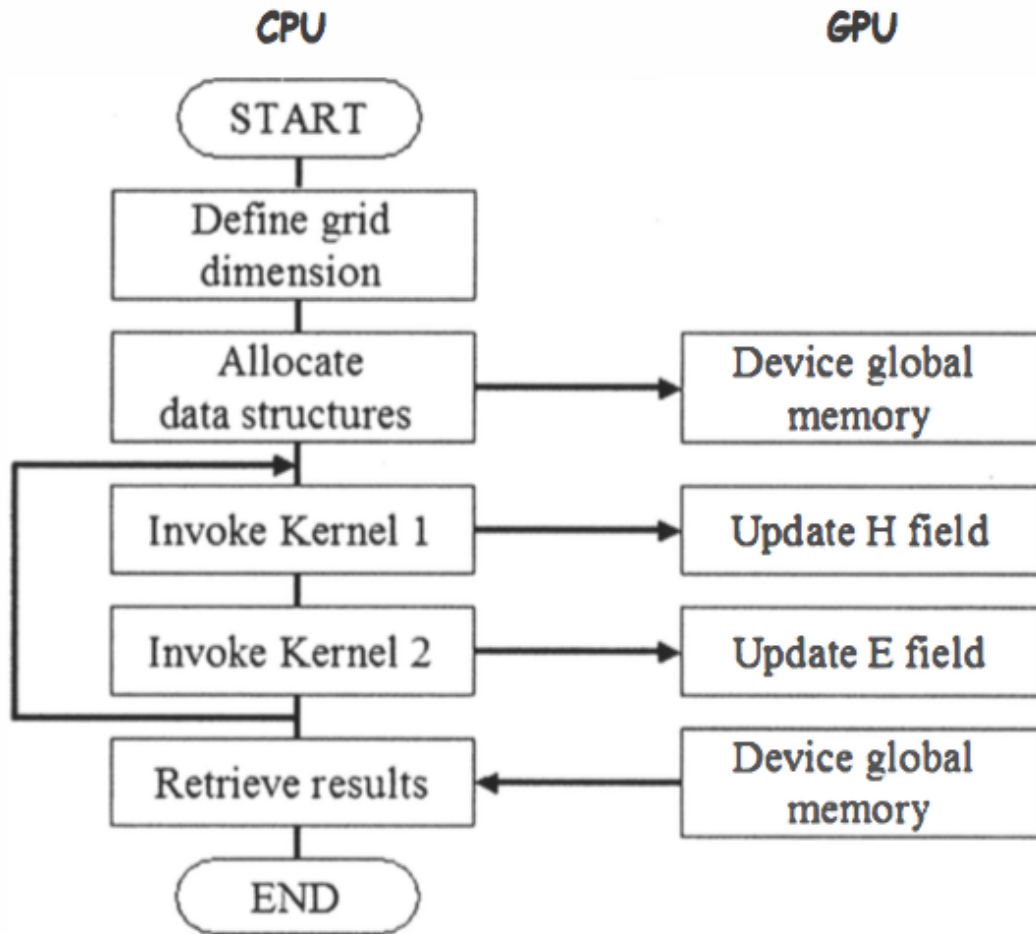 CPU
GPU
START
Define grid
dimension
Allocate
data structures
Device global
memory
Invoke Kernel 1
Update H field
Invoke Kernel 2
Update E field
Retrieve results
Device global
memory
END